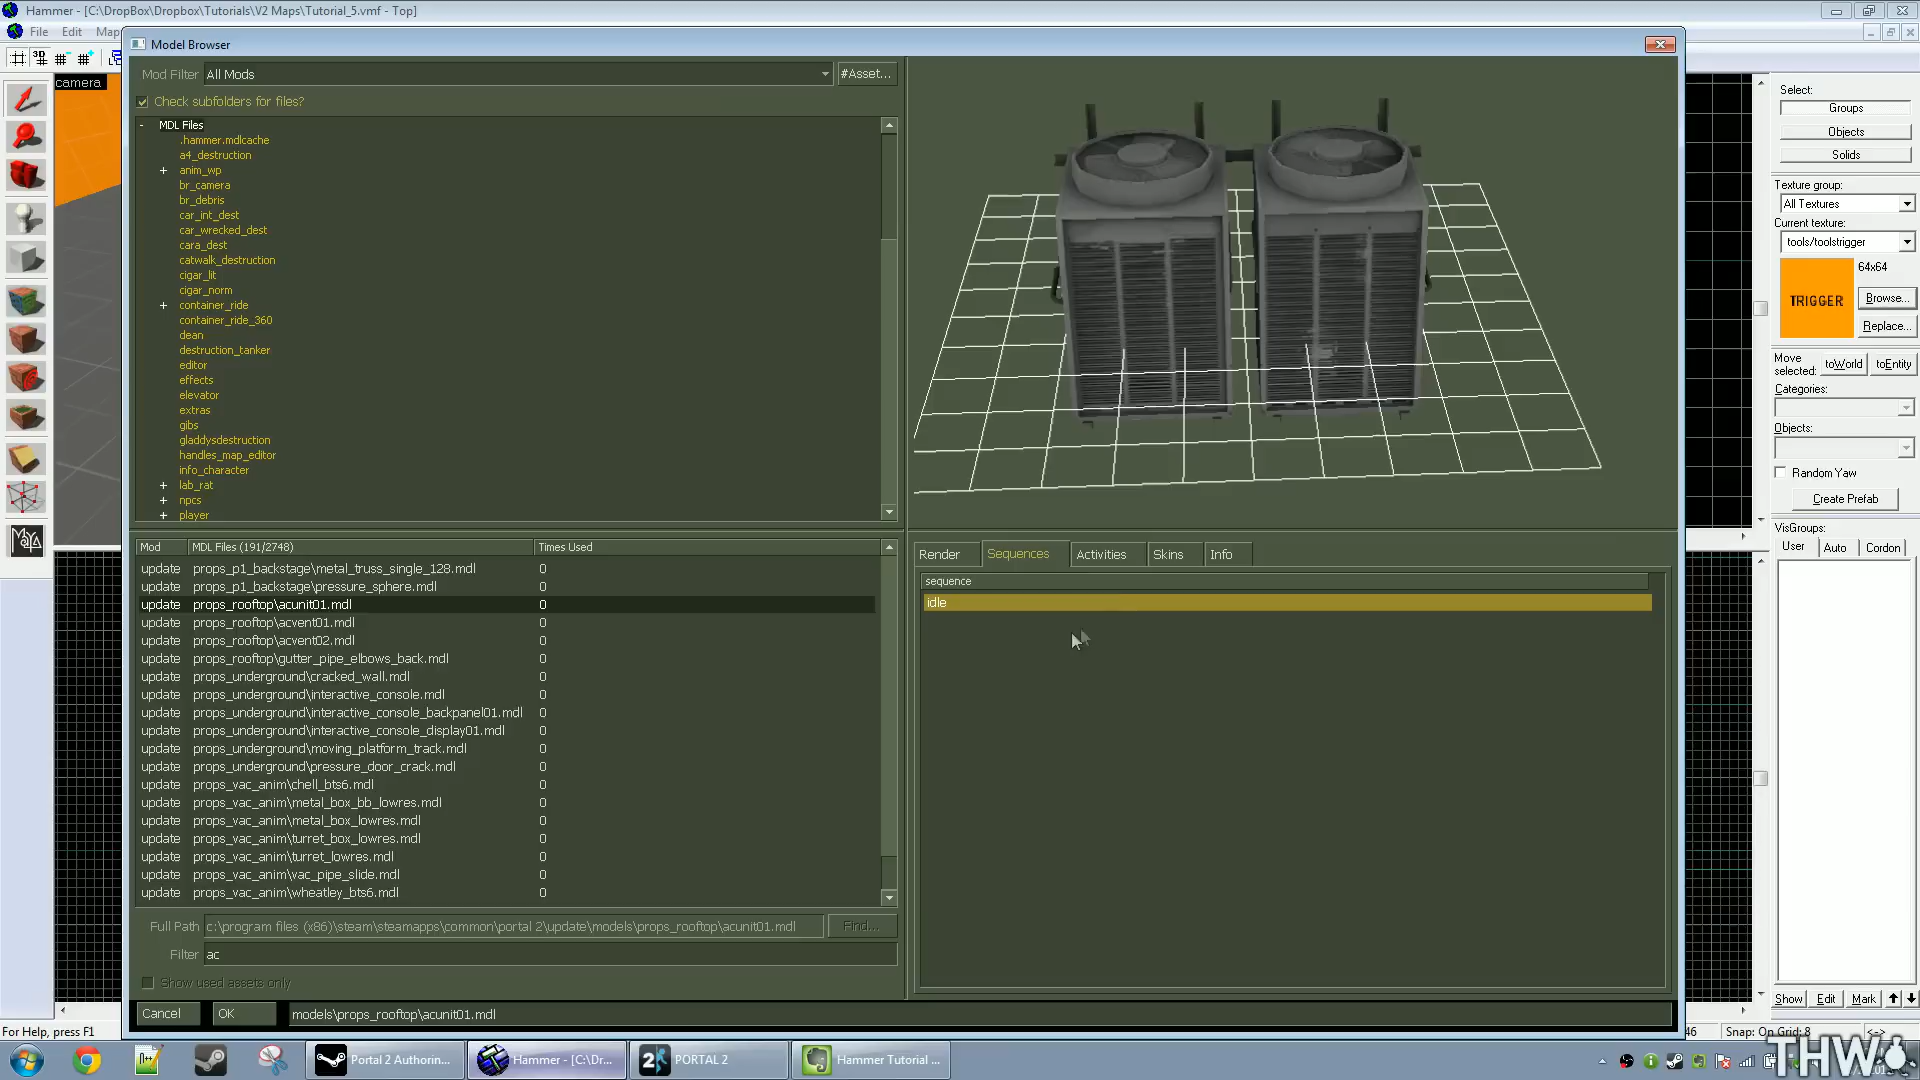 Hammer - [C:\DropBox\Dropbox\Tutorials\V2 Maps\Tutorial_5.vmf - Top]
File Edit Map
Model Browser
camera
Mod Filter All Mods #Asset...
Check subfolders for files?
MDL Files
.hammer.mdlcache
a4_destruction
+ anim_wp
br_camera
br_debris
car_int_dest
car_wrecked_dest
cara_dest
catwalk_destruction
cigar_lit
cigar_norm
+ container_ride
container_ride_360
dean
destruction_tanker
editor
effects
elevator
extras
gibs
gladdysdestruction
handles_map_editor
info_character
+ lab_rat
+ npcs
+ player
Mod MDL Files (191/2748) Times Used
update props_p1_backstage\metal_truss_single_128.mdl 0
update props_p1_backstage\pressure_sphere.mdl 0
update props_rooftop\acunit01.mdl 0
update props_rooftop\acvent01.mdl 0
update props_rooftop\acvent02.mdl 0
update props_rooftop\gutter_pipe_elbows_back.mdl 0
update props_underground\cracked_wall.mdl 0
update props_underground\interactive_console.mdl 0
update props_underground\interactive_console_backpanel01.mdl 0
update props_underground\interactive_console_display01.mdl 0
update props_underground\moving_platform_track.mdl 0
update props_underground\pressure_door_crack.mdl 0
update props_vac_anim\chell_bts6.mdl 0
update props_vac_anim\metal_box_bb_lowres.mdl 0
update props_vac_anim\metal_box_lowres.mdl 0
update props_vac_anim\turret_box_lowres.mdl 0
update props_vac_anim\turret_lowres.mdl 0
update props_vac_anim\vac_pipe_slide.mdl 0
update props_vac_anim\wheatley_bts6.mdl 0
Full Path c:\program files (x86)\steam\steamapps\common\portal 2\update\models\props_rooftop\acunit01.mdl Find...
Filter ac
Show used assets only
Cancel OK models\props_rooftop\acunit01.mdl
Render Sequences Activities Skins Info
sequence
idle
Select:
Groups
Objects
Solids
Texture group:
All Textures
Current texture:
tools/toolstrigger
64x64
TRIGGER
Browse...
Replace...
Move
selected: toWorld toEntity
Categories:
Objects:
Random Yaw
Create Prefab
VisGroups:
User Auto Cordon
Show Edit Mark
MAYA
For Help, press F1
46 Snap: On Grid: 8 <->
Portal 2 Authorin... Hammer - [C:\Dr... PORTAL 2 Hammer Tutorial ...
THW